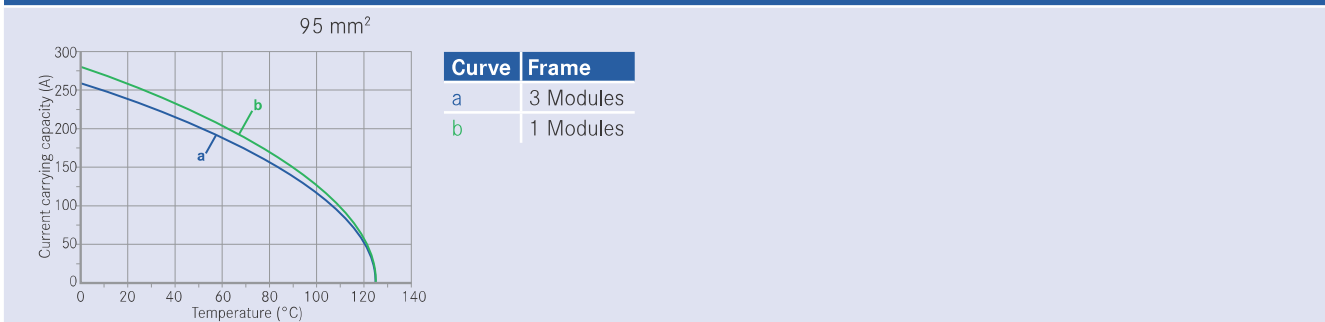 95 mm²
Current carrying capacity (A)
300
250
200
150
100
50
0
a
b
0 20 40 60 80 100 120 140
Temperature (°C)
Curve Frame
a 3 Modules
b 1 Modules